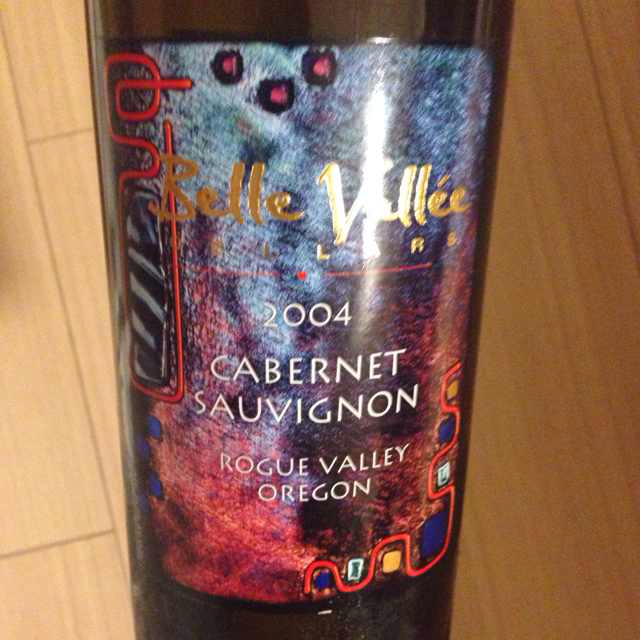 Belle Vallée
CELLARS
2004
CABERNET
SAUVIGNON
ROGUE VALLEY
OREGON